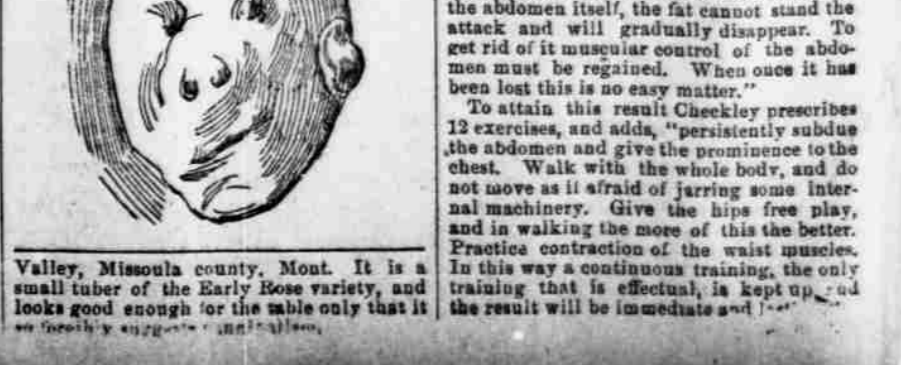 Valley, Missoula county, Mont. It is a
small tuber of the Early Rose variety, and
looks good enough for the table only that it
so forcibly suggests cannibalism.
the abdomen itself, the fat cannot stand the
attack and will gradually disappear. To
get rid of it muscular control of the abdo-
men must be regained. When once it has
been lost this is no easy matter."
To attain this result Checkley prescribes
12 exercises, and adds, "persistently subdue
the abdomen and give the prominence to the
chest. Walk with the whole body, and do
not move as if afraid of jarring some inter-
nal machinery. Give the hips free play,
and in walking the more of this the better.
Practice contraction of the waist muscles.
In this way a continuous training, the only
training that is effectual, is kept up, and
the result will be immediate and